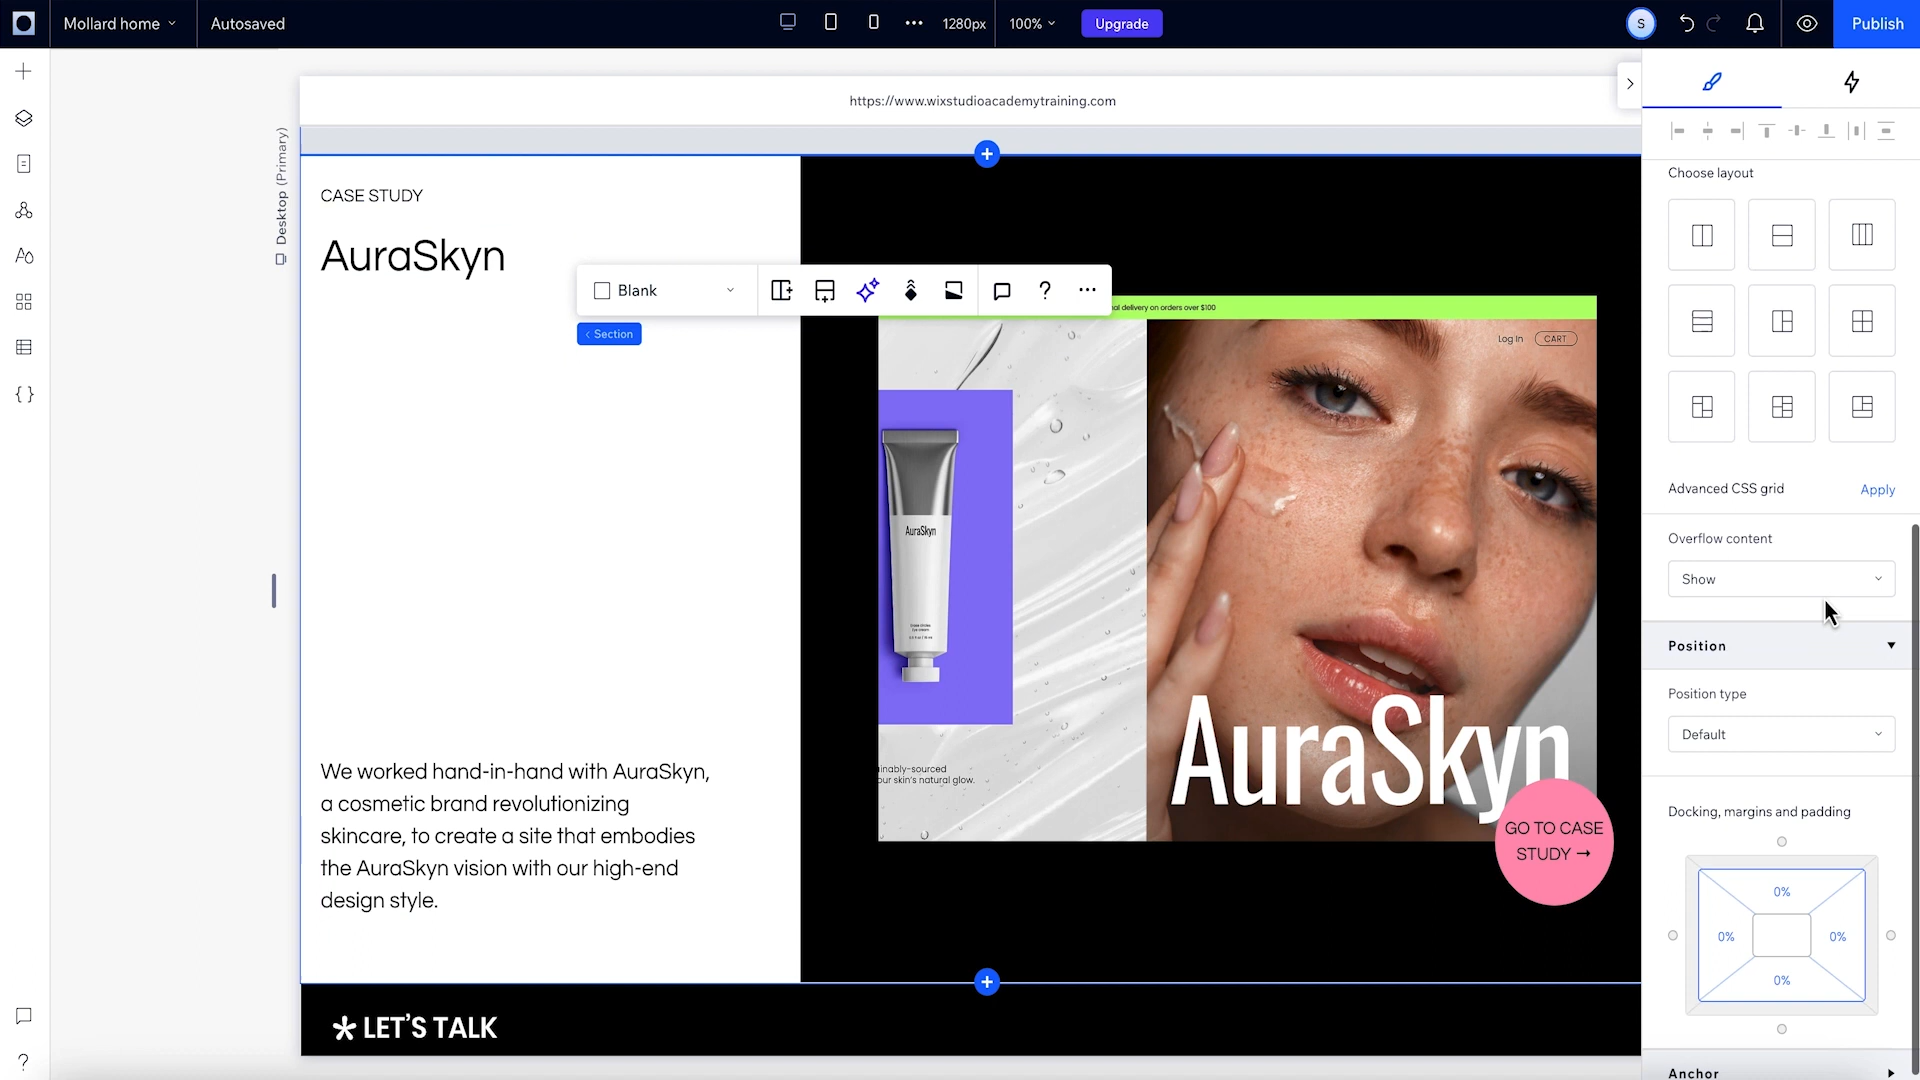 Mollard home
Autosaved
1280px
100%
Upgrade
S
Publish
https://www.wixstudioacademytraining.com
Desktop (Primary)
CASE STUDY
AuraSkyn
Blank
?
Section
al delivery on orders over $100
Log In
CART
AuraSkyn
inably-sourced
our skin's natural glow.
AuraSkyn
GO TO CASE
STUDY →
We worked hand-in-hand with AuraSkyn,
a cosmetic brand revolutionizing
skincare, to create a site that embodies
the AuraSkyn vision with our high-end
design style.
LET'S TALK
Choose layout
Advanced CSS grid
Apply
Overflow content
Show
Position
Position type
Default
Docking, margins and padding
0%
0%
0%
0%
Anchor
?